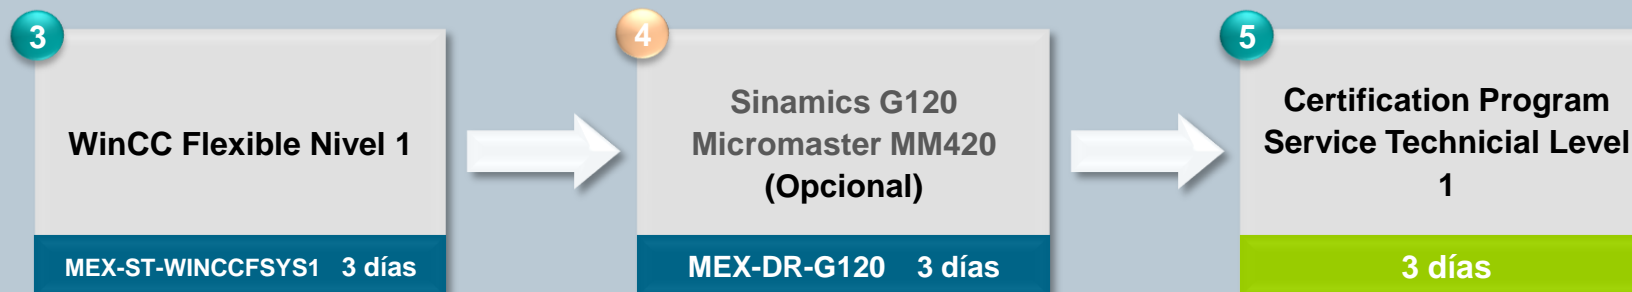 3
WinCC Flexible Nivel 1
MEX-ST-WINCCFSYS1 3 días
4
Sinamics G120
Micromaster MM420
(Opcional)
MEX-DR-G120 3 días
5
Certification Program
Service Technicial Level
1
3 días